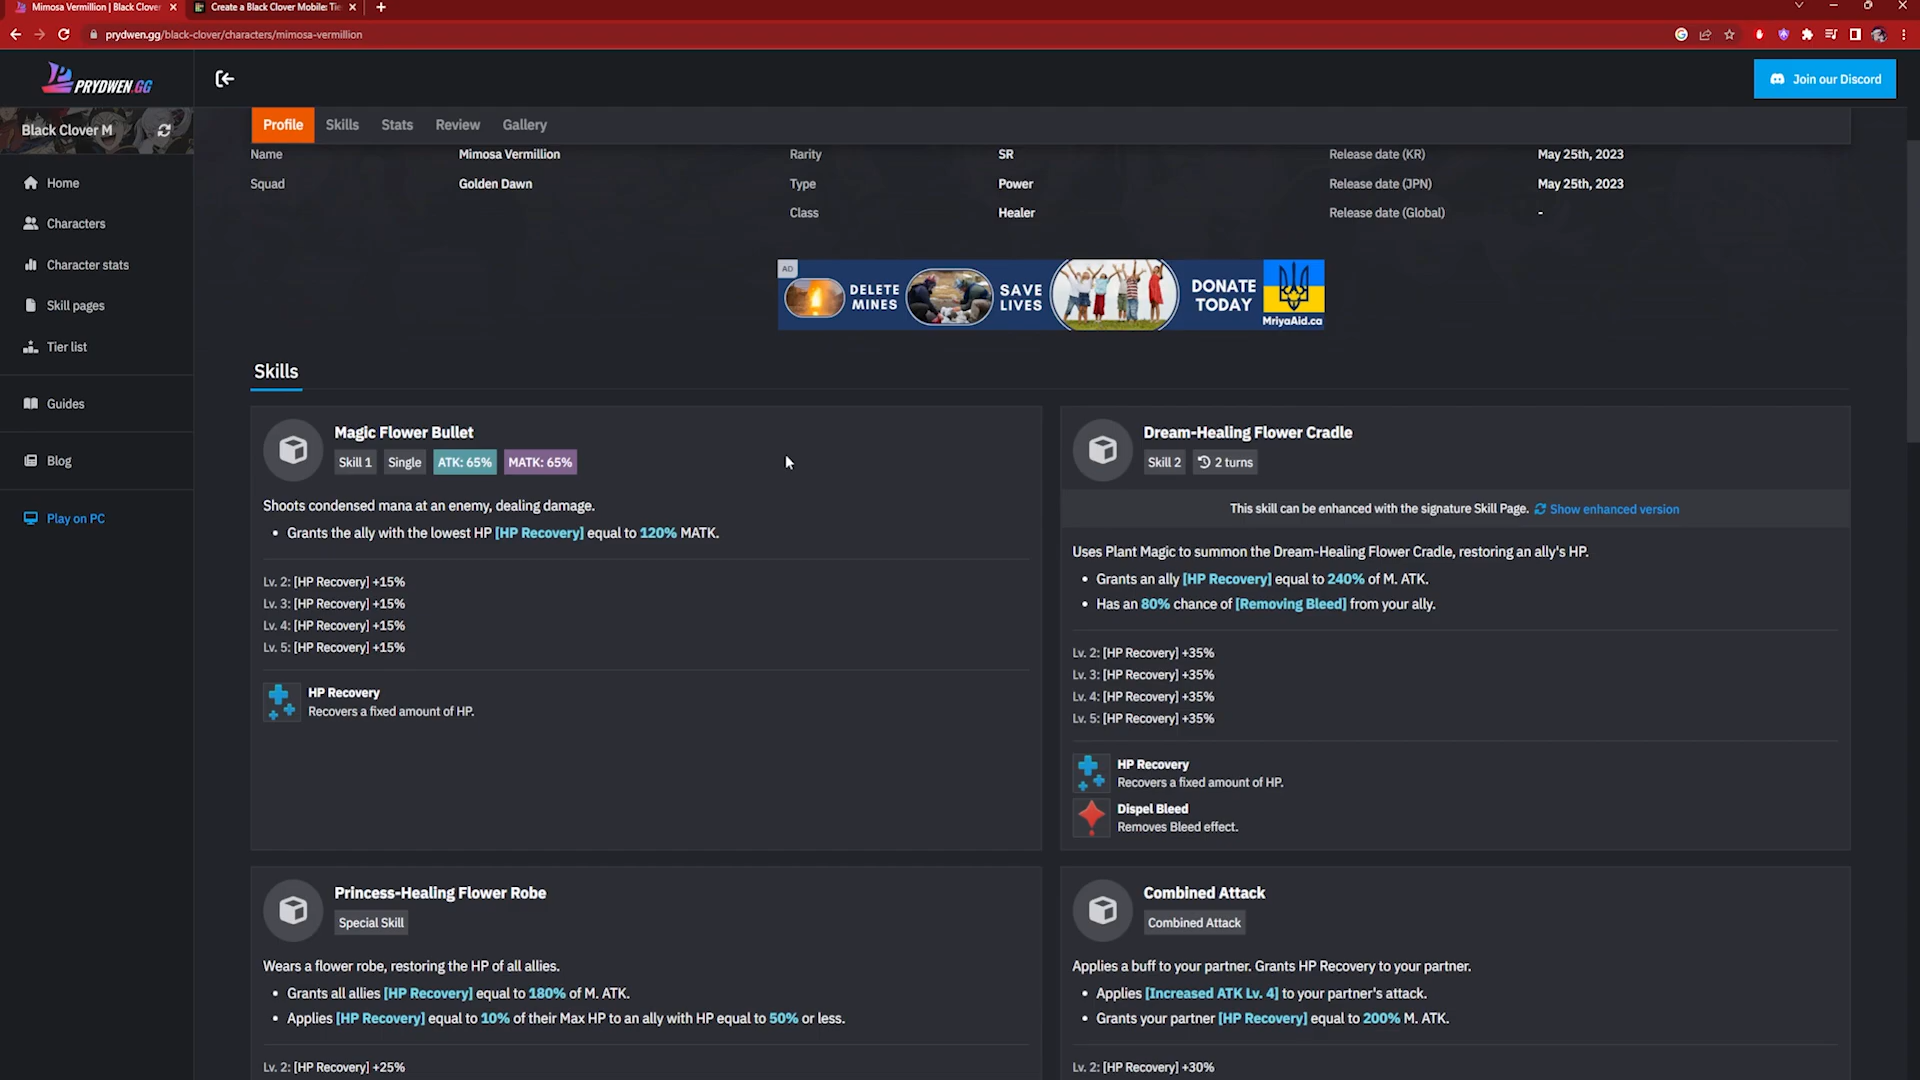 Mimosa Vermillion | Black Clover
Create a Black Clover Mobile: Tie
prydwen.gg/black-clover/characters/mimosa-vermillion
PRYDWEN.GG
Join our Discord
Black Clover M
Home
Characters
Character stats
Skill pages
Tier list
Guides
Blog
Play on PC
Profile Skills Stats Review Gallery
Name Mimosa Vermillion Rarity SR Release date (KR) May 25th, 2023
Squad Golden Dawn Type Power Release date (JPN) May 25th, 2023
Class Healer Release date (Global) -
AD
DELETE MINES
SAVE LIVES
DONATE TODAY
MriyaAid.ca
Skills
Magic Flower Bullet
Skill 1 Single ATK: 65% MATK: 65%
Shoots condensed mana at an enemy, dealing damage.
• Grants the ally with the lowest HP [HP Recovery] equal to 120% MATK.
Lv. 2: [HP Recovery] +15%
Lv. 3: [HP Recovery] +15%
Lv. 4: [HP Recovery] +15%
Lv. 5: [HP Recovery] +15%
HP Recovery
Recovers a fixed amount of HP.
Dream-Healing Flower Cradle
Skill 2 2 turns
This skill can be enhanced with the signature Skill Page. Show enhanced version
Uses Plant Magic to summon the Dream-Healing Flower Cradle, restoring an ally's HP.
• Grants an ally [HP Recovery] equal to 240% of M. ATK.
• Has an 80% chance of [Removing Bleed] from your ally.
Lv. 2: [HP Recovery] +35%
Lv. 3: [HP Recovery] +35%
Lv. 4: [HP Recovery] +35%
Lv. 5: [HP Recovery] +35%
HP Recovery
Recovers a fixed amount of HP.
Dispel Bleed
Removes Bleed effect.
Princess-Healing Flower Robe
Special Skill
Wears a flower robe, restoring the HP of all allies.
• Grants all allies [HP Recovery] equal to 180% of M. ATK.
• Applies [HP Recovery] equal to 10% of their Max HP to an ally with HP equal to 50% or less.
Lv. 2: [HP Recovery] +25%
Combined Attack
Combined Attack
Applies a buff to your partner. Grants HP Recovery to your partner.
• Applies [Increased ATK Lv. 4] to your partner's attack.
• Grants your partner [HP Recovery] equal to 200% M. ATK.
Lv. 2: [HP Recovery] +30%